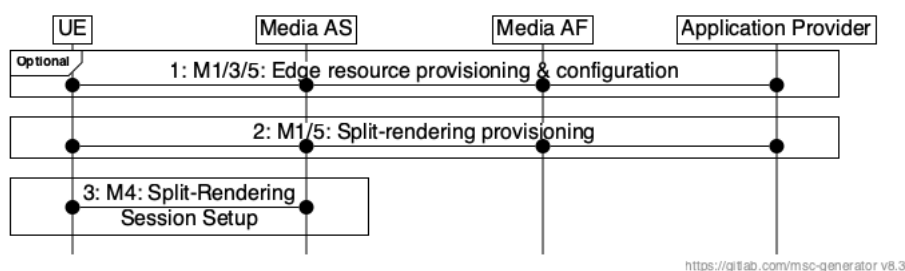 UE
Media AS
Media AF
Application Provider
Optional
1: M1/3/5: Edge resource provisioning & configuration
2: M1/5: Split-rendering provisioning
3: M4: Split-Rendering
Session Setup
https://gitlab.com/msc-generator v8.3